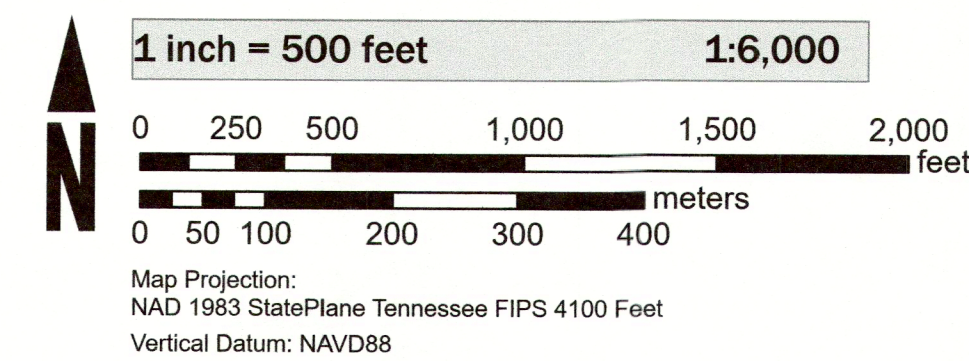 1 inch = 500 feet 1:6,000
0 250 500 1,000 1,500 2,000
feet
meters
0 50 100 200 300 400
N
Map Projection:
NAD 1983 StatePlane Tennessee FIPS 4100 Feet
Vertical Datum: NAVD88